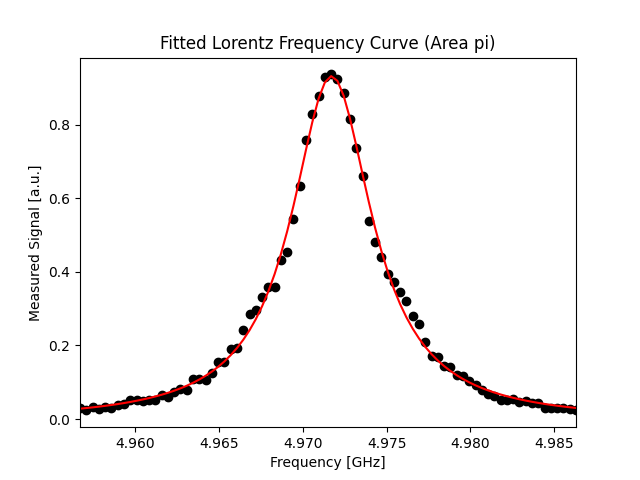 Fitted Lorentz Frequency Curve (Area pi)
Measured Signal [a.u.]
0.8
0.6
0.4
0.2
0.0
4.960 4.965 4.970 4.975 4.980 4.985
Frequency [GHz]